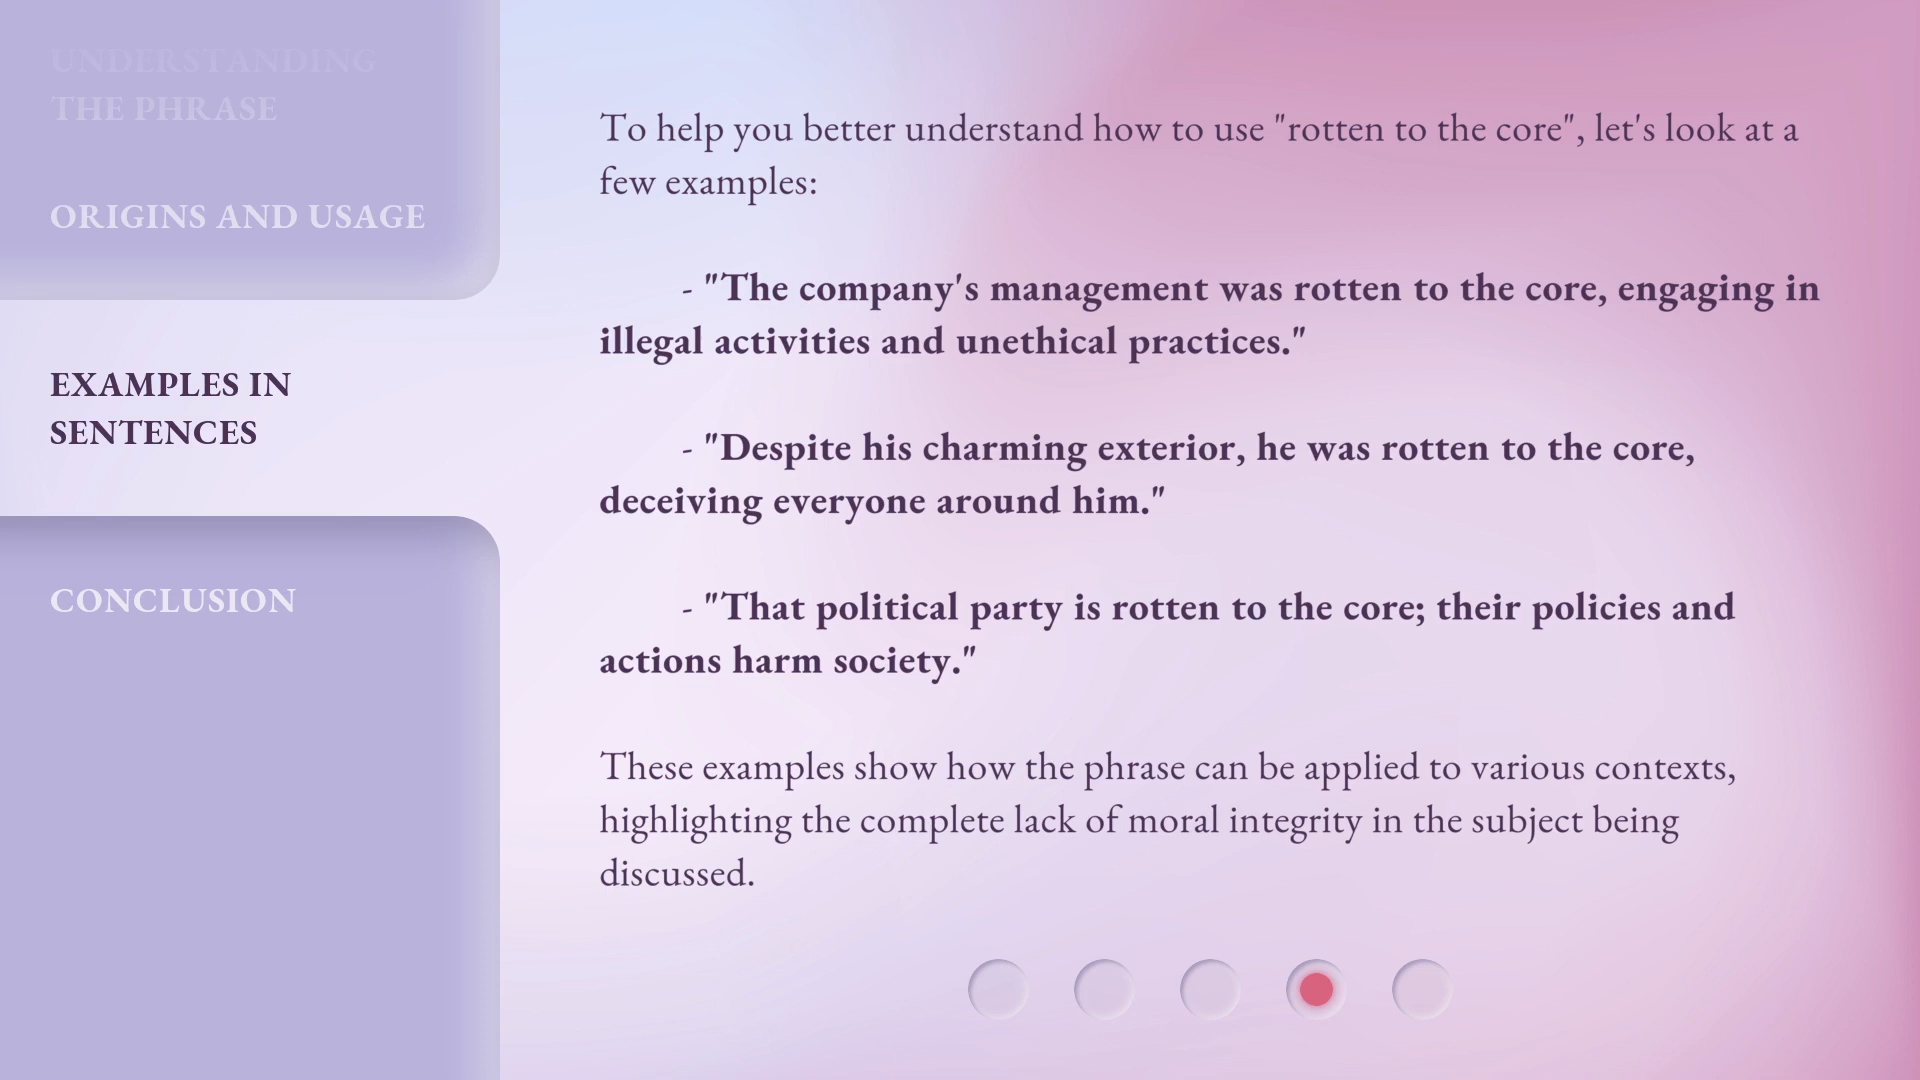 UNDERSTANDING
THE PHRASE
ORIGINS AND USAGE
EXAMPLES IN
SENTENCES
CONCLUSION
To help you better understand how to use "rotten to the core", let's look at a
few examples:
- "The company's management was rotten to the core, engaging in
illegal activities and unethical practices."
- "Despite his charming exterior, he was rotten to the core,
deceiving everyone around him."
- "That political party is rotten to the core; their policies and
actions harm society."
These examples show how the phrase can be applied to various contexts,
highlighting the complete lack of moral integrity in the subject being
discussed.